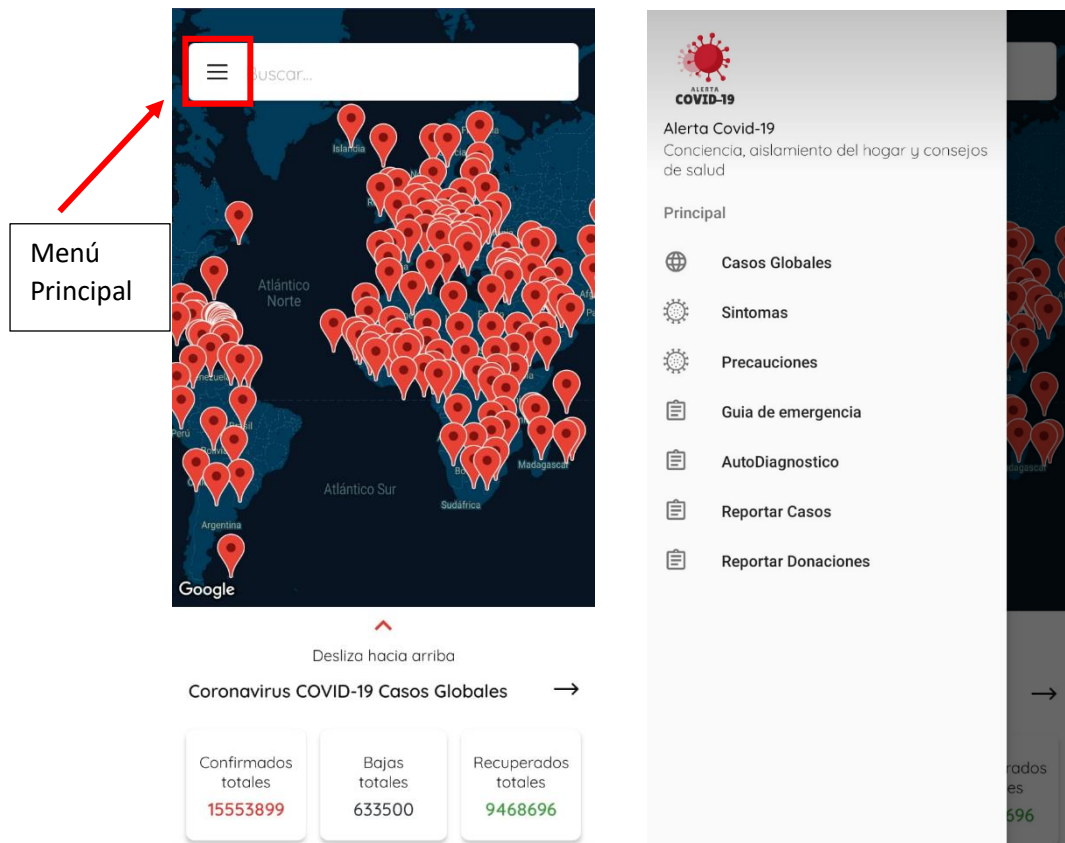 Buscar...
Menú
Principal
Islandia
Atlántico
Norte
Venezuela
Perú
Brasil
Bolivia
Madagascar
Atlántico Sur
Sudáfrica
Argentina
Google
Desliza hacia arriba
Coronavirus COVID-19 Casos Globales
Confirmados
totales
15553899
Bajas
totales
633500
Recuperados
totales
9468696
ALERTA
COVID-19
Alerta Covid-19
Conciencia, aislamiento del hogar y consejos
de salud
Principal
Casos Globales
Sintomas
Precauciones
Guia de emergencia
AutoDiagnostico
Reportar Casos
Reportar Donaciones
rados
es
696